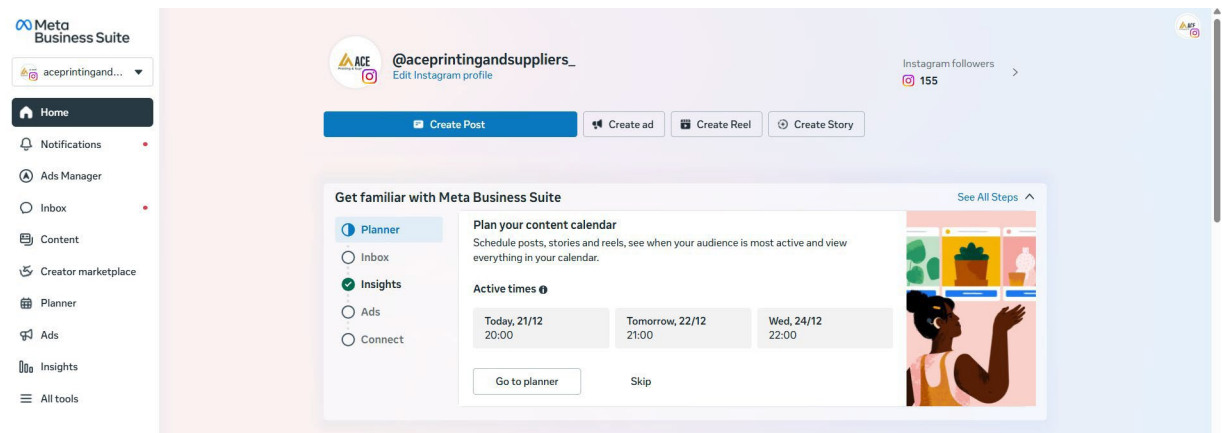 Meta
Business Suite
aceprintingand...
Home
Notifications
Ads Manager
Inbox
Content
Creator marketplace
Planner
Ads
Insights
All tools
ACE
@aceprintingandsuppliers_
Edit Instagram profile
Instagram followers
155
Create Post
Create ad
Create Reel
Create Story
Get familiar with Meta Business Suite
See All Steps
Planner
Inbox
Insights
Ads
Connect
Plan your content calendar
Schedule posts, stories and reels, see when your audience is most active and view
everything in your calendar.
Active times
Today, 21/12
20:00
Tomorrow, 22/12
21:00
Wed, 24/12
22:00
Go to planner
Skip